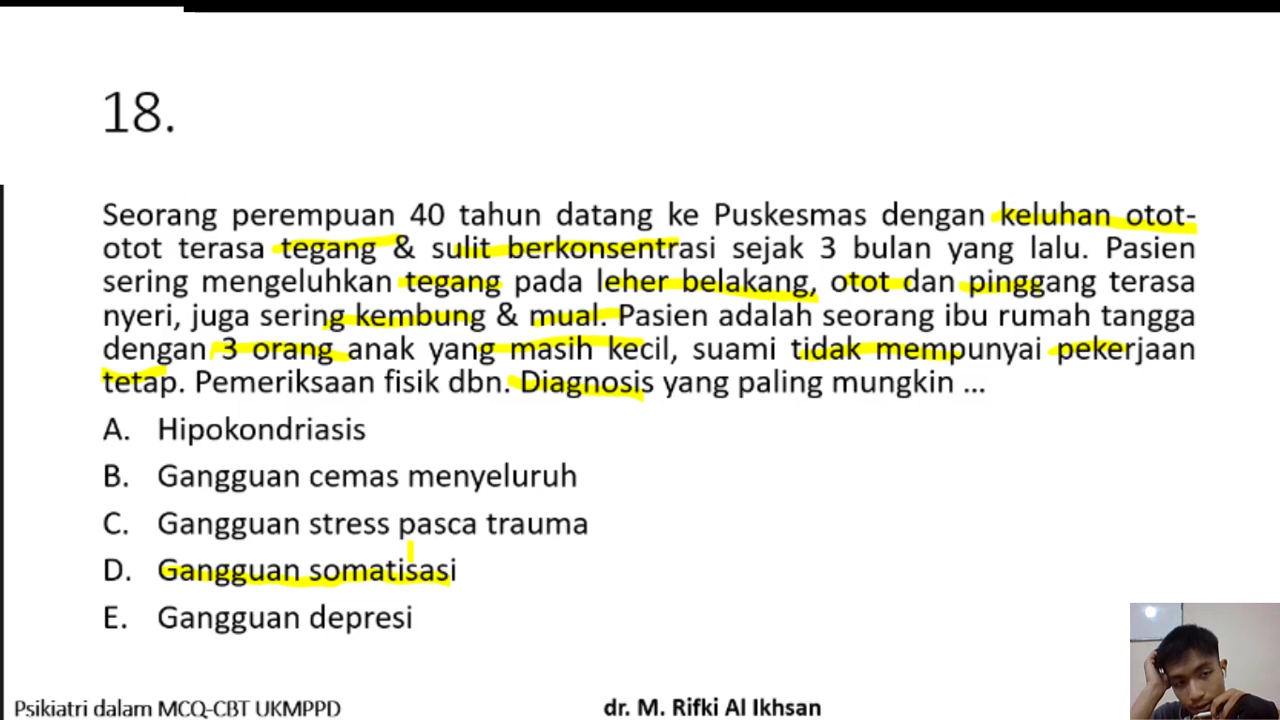 18.
Seorang perempuan 40 tahun datang ke Puskesmas dengan keluhan otot-
otot terasa tegang & sulit berkonsentrasi sejak 3 bulan yang lalu. Pasien
sering mengeluhkan tegang pada leher belakang, otot dan pinggang terasa
nyeri, juga sering kembung & mual. Pasien adalah seorang ibu rumah tangga
dengan 3 orang anak yang masih kecil, suami tidak mempunyai pekerjaan
tetap. Pemeriksaan fisik dbn. Diagnosis yang paling mungkin ...
A. Hipokondriasis
B. Gangguan cemas menyeluruh
C. Gangguan stress pasca trauma
D. Gangguan somatisasi
E. Gangguan depresi
Psikiatri dalam MCQ-CBT UKMPPD
dr. M. Rifki Al Ikhsan